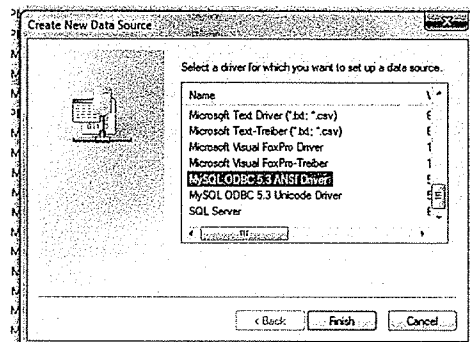 Create New Data Source
Select a driver for which you want to set up a data source.
Name
Microsoft Text Driver (*.txt; *.csv)
Microsoft Text-Treiber (*.txt; *.csv)
Microsoft Visual FoxPro Driver
Microsoft Visual FoxPro-Treiber
MySQL ODBC 5.3 ANSI Driver
MySQL ODBC 5.3 Unicode Driver
SQL Server
< Back
Finish
Cancel